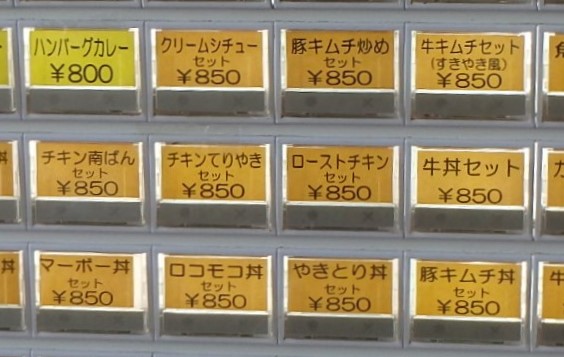 ハンバーグカレー
¥800
クリームシチュー
セット
¥850
豚キムチ炒め
セット
¥850
牛キムチセット
(すきやき風)
¥850
チキン南ばん
セット
¥850
チキンてりやき
セット
¥850
ローストチキン
セット
¥850
牛丼セット
¥850
丼
マーボー丼
セット
¥850
丼
ロコモコ丼
セット
¥850
やきとり丼
セット
¥850
豚キムチ丼
セット
¥850